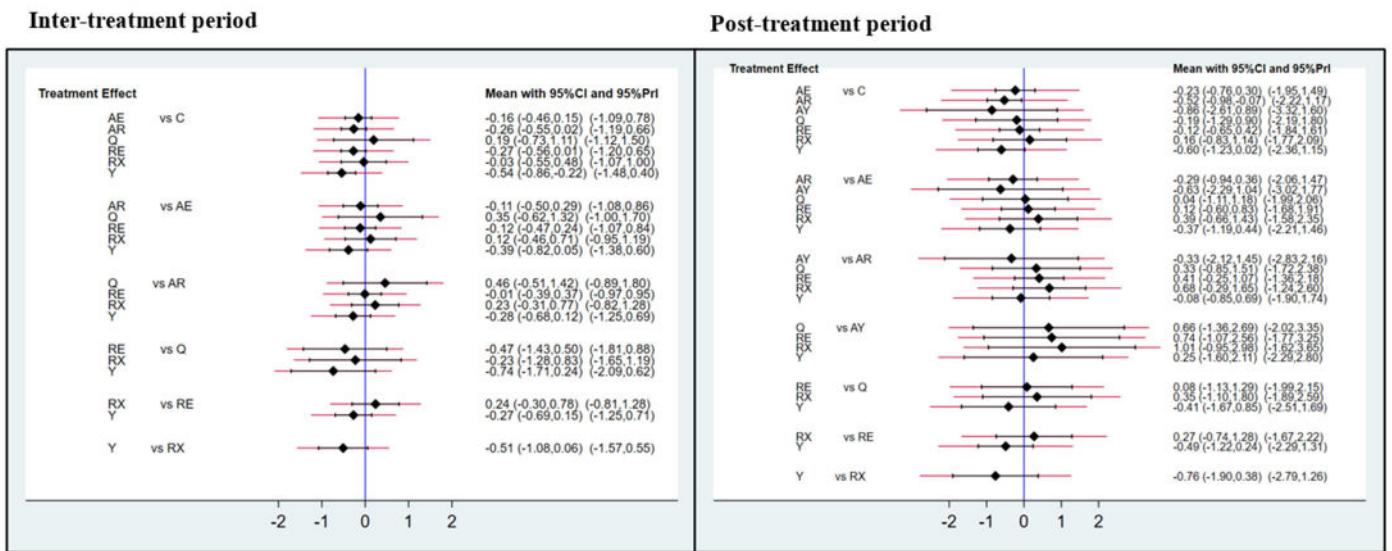 Inter-treatment period
Treatment Effect Mean with 95%CI and 95%PrI
AE vs C -0.16 (-0.46,0.15) (-1.09,0.78)
AR -0.26 (-0.55,0.02) (-1.19,0.66)
Q 0.19 (-0.73,1.11) (-1.12,1.50)
RE -0.27 (-0.56,0.01) (-1.20,0.65)
RX -0.03 (-0.55,0.48) (-1.07,1.00)
Y -0.54 (-0.86,-0.22) (-1.48,0.40)
AR vs AE -0.11 (-0.50,0.29) (-1.08,0.86)
Q 0.35 (-0.62,1.32) (-1.00,1.70)
RE -0.12 (-0.47,0.24) (-1.07,0.84)
RX 0.12 (-0.46,0.71) (-0.95,1.19)
Y -0.39 (-0.82,0.05) (-1.38,0.60)
Q vs AR 0.46 (-0.51,1.42) (-0.89,1.80)
RE -0.01 (-0.39,0.37) (-0.97,0.95)
RX 0.23 (-0.31,0.77) (-0.82,1.28)
Y -0.28 (-0.68,0.12) (-1.25,0.69)
RE vs Q -0.47 (-1.43,0.50) (-1.81,0.88)
RX -0.23 (-1.28,0.83) (-1.65,1.19)
Y -0.74 (-1.71,0.24) (-2.09,0.62)
RX vs RE 0.24 (-0.30,0.78) (-0.81,1.28)
Y -0.27 (-0.69,0.15) (-1.25,0.71)
Y vs RX -0.51 (-1.08,0.06) (-1.57,0.55)
-2 -1 0 1 2
Post-treatment period
Treatment Effect Mean with 95%CI and 95%PrI
AE vs C -0.23 (-0.76,0.30) (-1.95,1.49)
AR -0.52 (-0.98,-0.07) (-2.22,1.17)
AY -0.86 (-2.61,0.89) (-3.32,1.60)
Q -0.19 (-1.29,0.90) (-2.19,1.80)
RE -0.12 (-0.65,0.42) (-1.84,1.61)
RX 0.16 (-0.83,1.14) (-1.77,2.09)
Y -0.60 (-1.23,0.02) (-2.36,1.15)
AR vs AE -0.29 (-0.94,0.36) (-2.06,1.47)
AY -0.63 (-2.29,1.04) (-3.02,1.77)
Q 0.04 (-1.11,1.18) (-1.99,2.06)
RE 0.12 (-0.60,0.83) (-1.68,1.91)
RX 0.39 (-0.66,1.43) (-1.58,2.35)
Y -0.37 (-1.19,0.44) (-2.21,1.46)
AY vs AR -0.33 (-2.12,1.45) (-2.83,2.16)
Q 0.33 (-0.85,1.51) (-1.72,2.38)
RE 0.41 (-0.25,1.07) (-1.36,2.18)
RX 0.68 (-0.29,1.65) (-1.24,2.60)
Y -0.08 (-0.85,0.69) (-1.90,1.74)
Q vs AY 0.66 (-1.36,2.69) (-2.02,3.35)
RE 0.74 (-1.07,2.56) (-1.77,3.25)
RX 1.01 (-0.95,2.98) (-1.62,3.65)
Y 0.25 (-1.60,2.11) (-2.29,2.80)
RE vs Q 0.08 (-1.13,1.29) (-1.99,2.15)
RX 0.35 (-1.10,1.80) (-1.89,2.59)
Y -0.41 (-1.67,0.85) (-2.51,1.69)
RX vs RE 0.27 (-0.74,1.28) (-1.67,2.22)
Y -0.49 (-1.22,0.24) (-2.29,1.31)
Y vs RX -0.76 (-1.90,0.38) (-2.79,1.26)
-2 -1 0 1 2